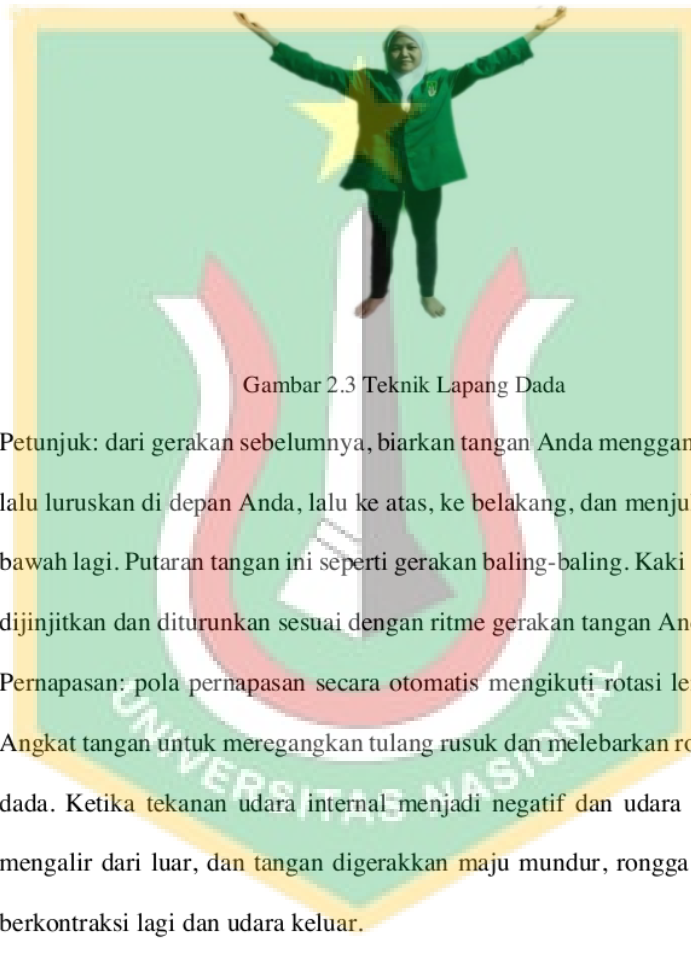 Gambar 2.3 Teknik Lapang Dada
Petunjuk: dari gerakan sebelumnya, biarkan tangan Anda menggan
lalu luruskan di depan Anda, lalu ke atas, ke belakang, dan menju
bawah lagi. Putaran tangan ini seperti gerakan baling-baling. Kaki
dijinjitkan dan diturunkan sesuai dengan ritme gerakan tangan An
Pernapasan: pola pernapasan secara otomatis mengikuti rotasi le
Angkat tangan untuk meregangkan tulang rusuk dan melebarkan ro
dada. Ketika tekanan udara internal menjadi negatif dan udara
mengalir dari luar, dan tangan digerakkan maju mundur, rongga
berkontraksi lagi dan udara keluar.
UNIVERSITAS NASIONAL